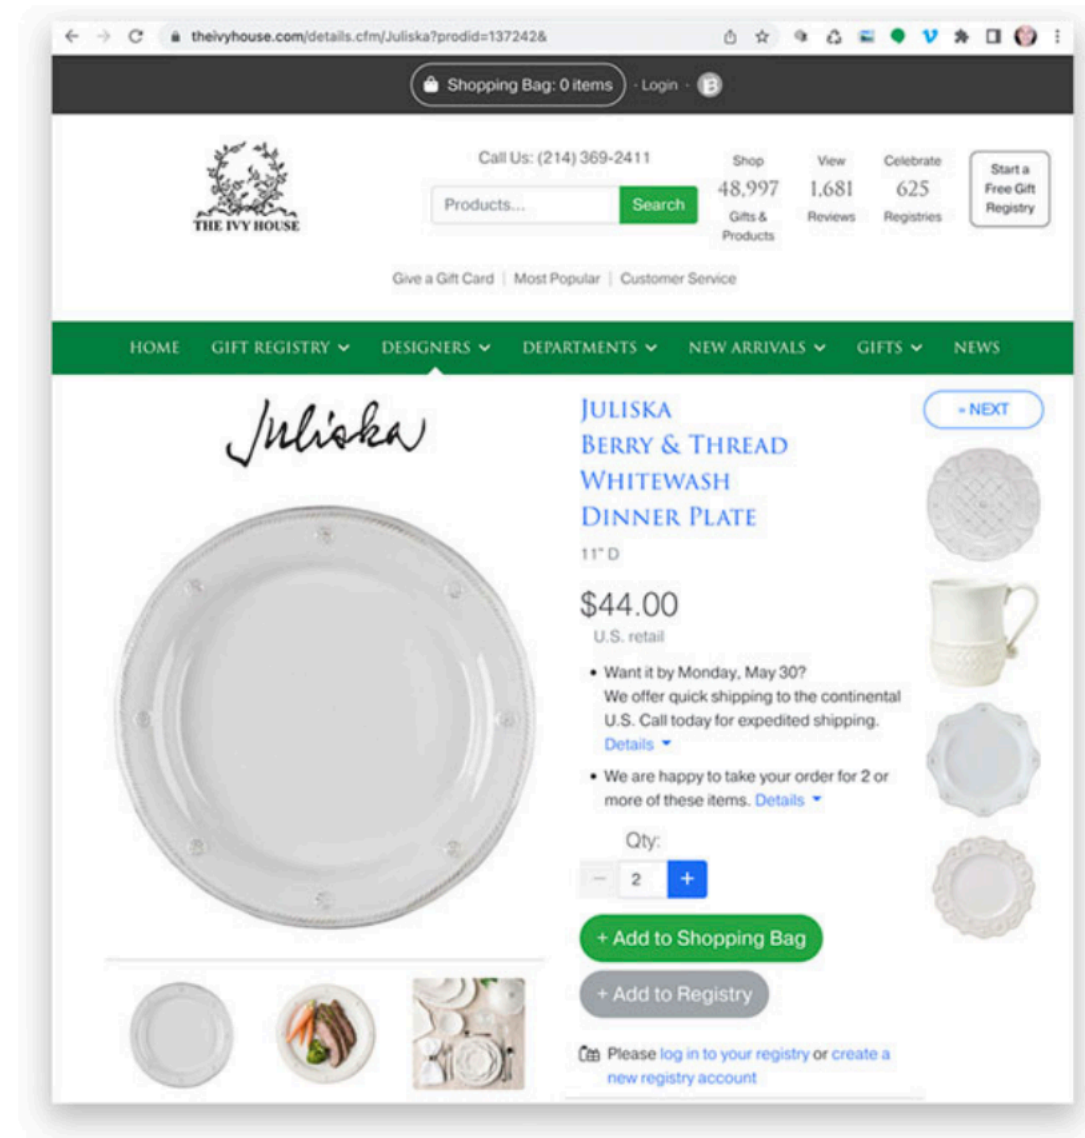 theivyhouse.com/details.cfm/Juliska?prodid=137242&
Shopping Bag: 0 items · Login ·
Call Us: (214) 369-2411
Products... Search
Shop
48,997
Gifts &
Products
View
1,681
Reviews
Celebrate
625
Registries
Start a
Free Gift
Registry
THE IVY HOUSE
Give a Gift Card | Most Popular | Customer Service
HOME GIFT REGISTRY DESIGNERS DEPARTMENTS NEW ARRIVALS GIFTS NEWS
Juliska
JULISKA
BERRY & THREAD
WHITEWASH
DINNER PLATE
11" D
$44.00
U.S. retail
• Want it by Monday, May 30?
We offer quick shipping to the continental
U.S. Call today for expedited shipping.
Details
• We are happy to take your order for 2 or
more of these items. Details
Qty:
− 2 +
+ Add to Shopping Bag
+ Add to Registry
Please log in to your registry or create a
new registry account
» NEXT